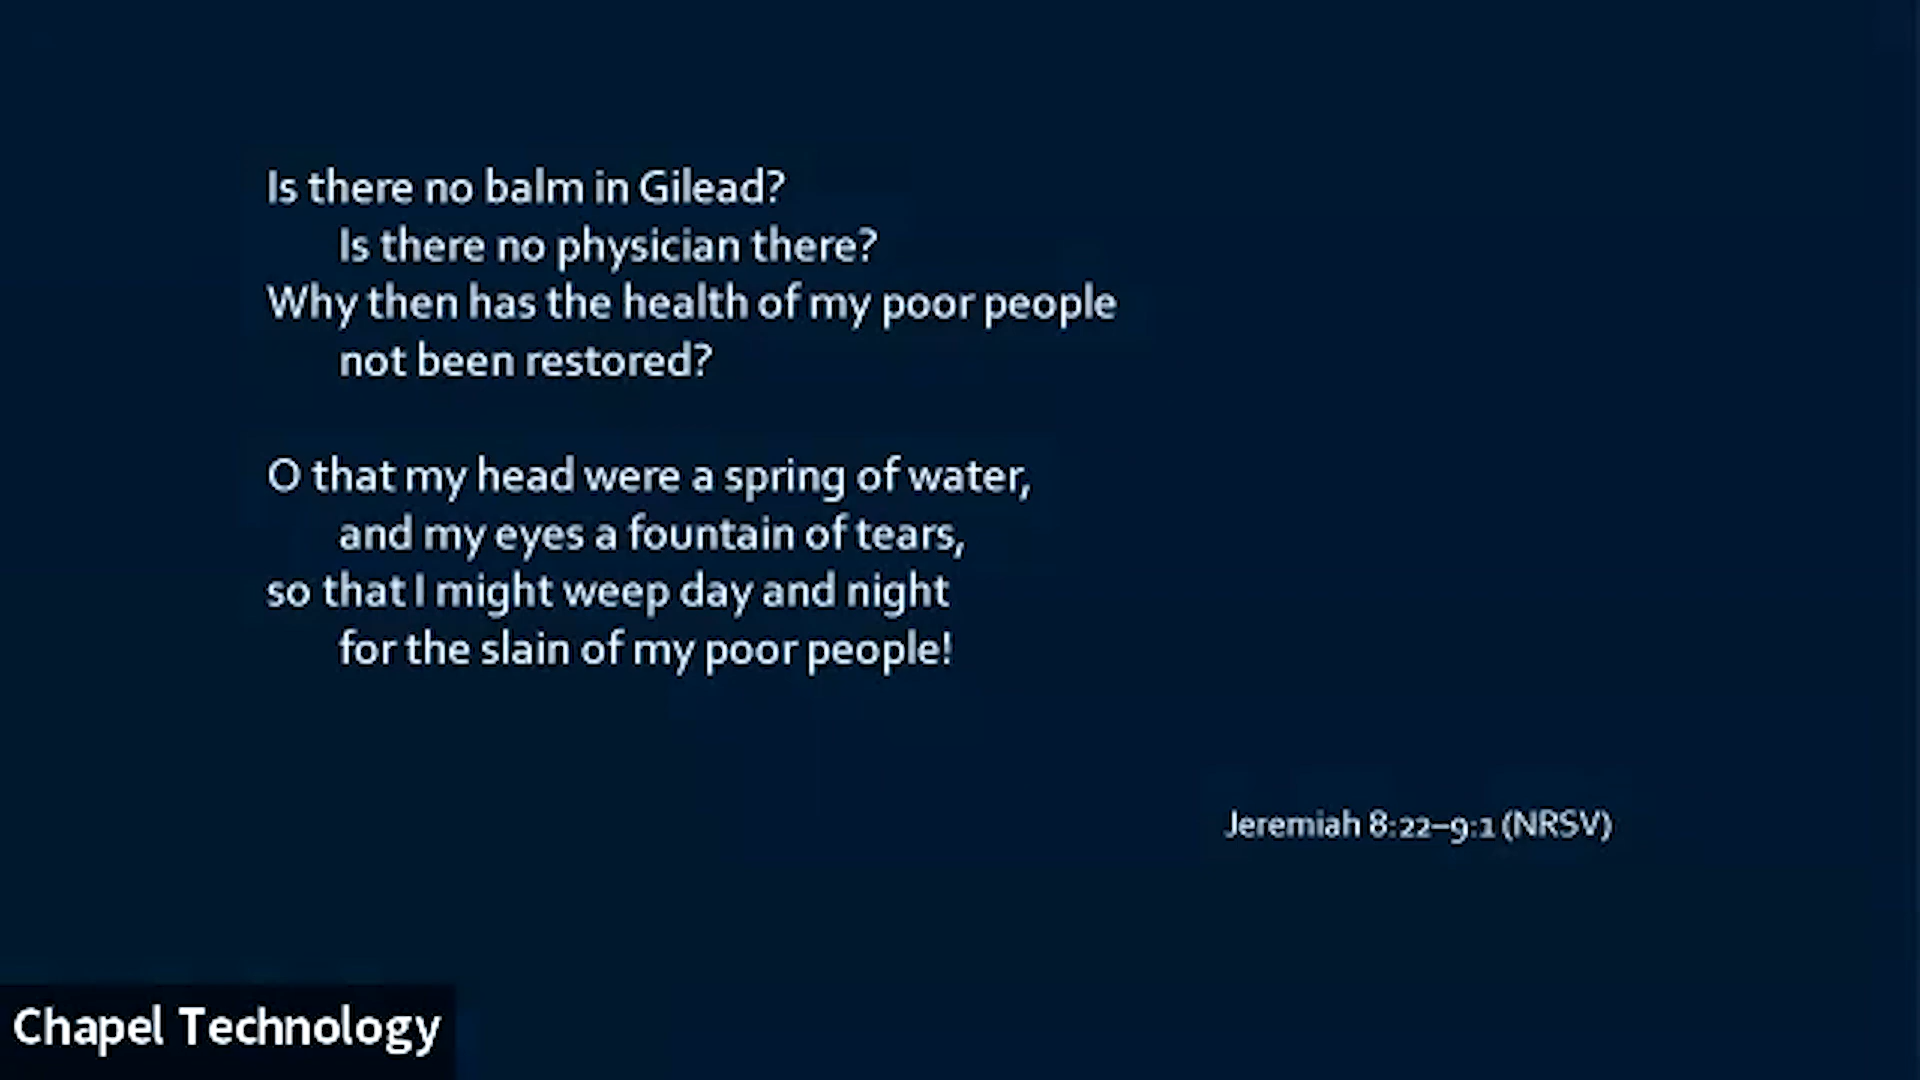 Is there no balm in Gilead?
Is there no physician there?
Why then has the health of my poor people
not been restored?
O that my head were a spring of water,
and my eyes a fountain of tears,
so that I might weep day and night
for the slain of my poor people!
Jeremiah 8:22–9:1 (NRSV)
Chapel Technology